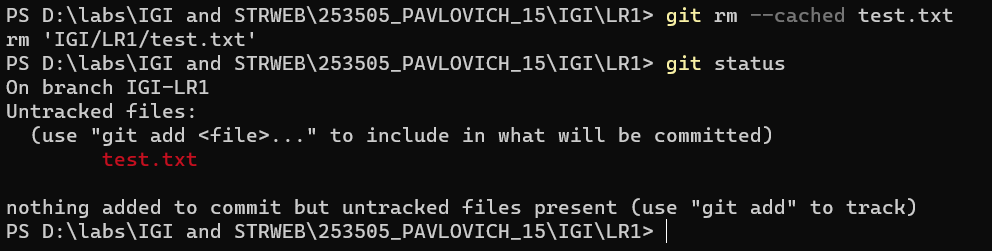 PS D:\labs\IGI and STRWEB\253505_PAVLOVICH_15\IGI\LR1> git rm --cached test.txt
rm 'IGI/LR1/test.txt'
PS D:\labs\IGI and STRWEB\253505_PAVLOVICH_15\IGI\LR1> git status
On branch IGI-LR1
Untracked files:
  (use "git add <file>..." to include in what will be committed)
        test.txt

nothing added to commit but untracked files present (use "git add" to track)
PS D:\labs\IGI and STRWEB\253505_PAVLOVICH_15\IGI\LR1>